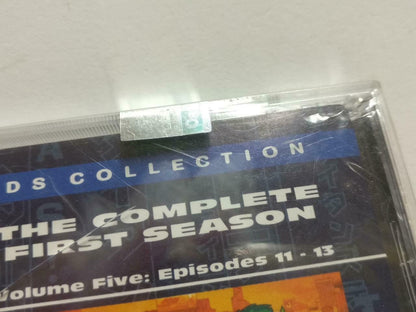 DS COLLECTION
THE COMPLETE
FIRST SEASON
Volume Five: Episodes 11 - 13